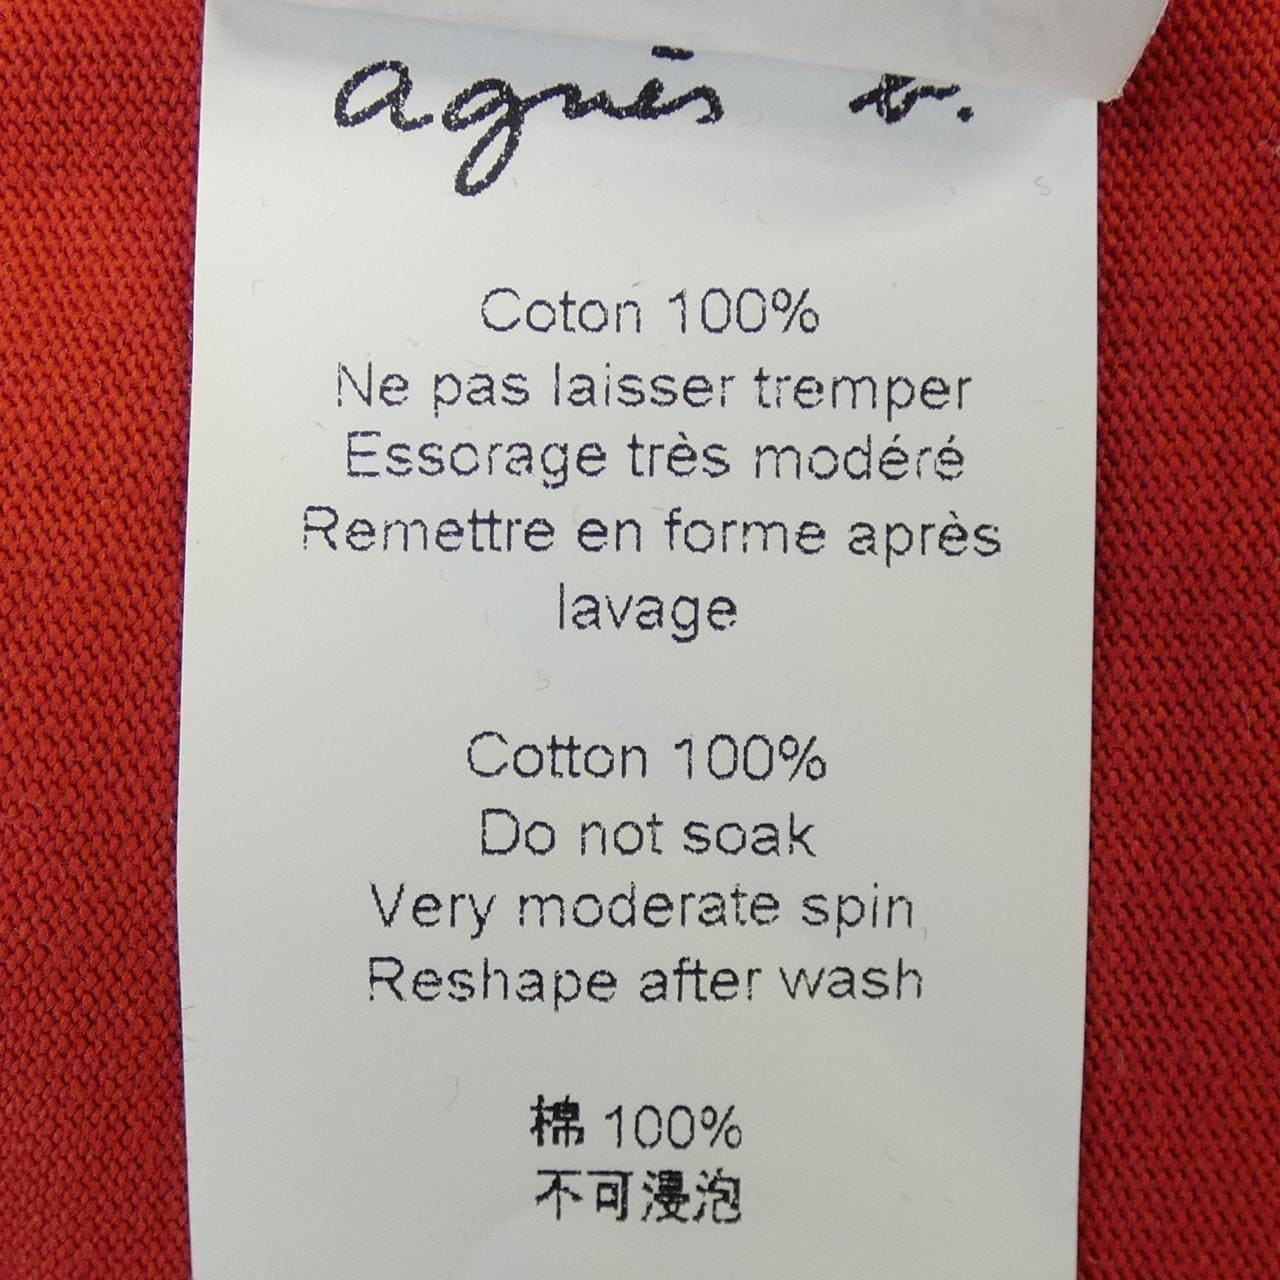 agnès b.
Coton 100%
Ne pas laisser tremper
Essorage très modéré
Remettre en forme après
lavage
Cotton 100%
Do not soak
Very moderate spin
Reshape after wash
棉 100%
不可浸泡